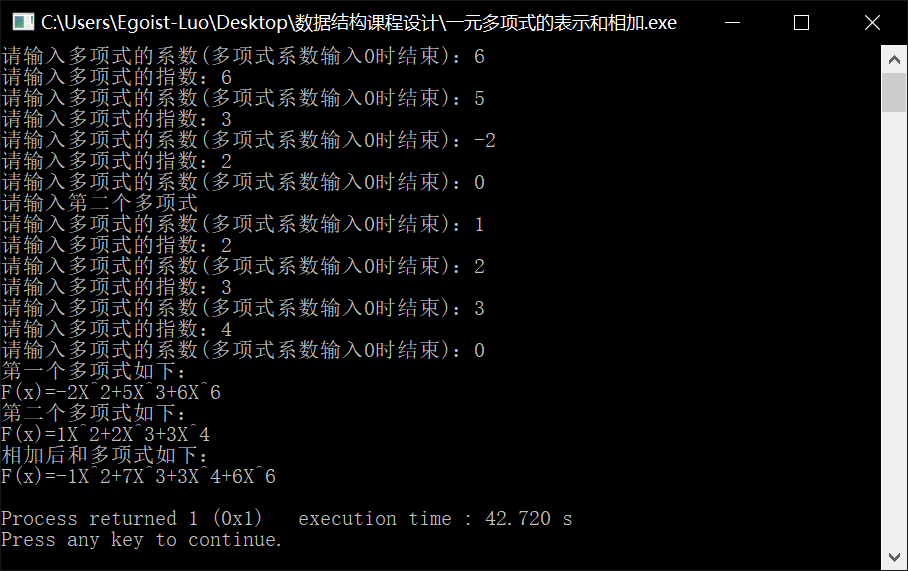 C:\Users\Egoist-Luo\Desktop\数据结构课程设计\一元多项式的表示和相加.exe
请输入多项式的系数(多项式系数输入0时结束): 6
请输入多项式的指数: 6
请输入多项式的系数(多项式系数输入0时结束): 5
请输入多项式的指数: 3
请输入多项式的系数(多项式系数输入0时结束): -2
请输入多项式的指数: 2
请输入多项式的系数(多项式系数输入0时结束): 0
请输入第二个多项式
请输入多项式的系数(多项式系数输入0时结束): 1
请输入多项式的指数: 2
请输入多项式的系数(多项式系数输入0时结束): 2
请输入多项式的指数: 3
请输入多项式的系数(多项式系数输入0时结束): 3
请输入多项式的指数: 4
请输入多项式的系数(多项式系数输入0时结束): 0
第一个多项式如下:
F(x)=-2X^2+5X^3+6X^6
第二个多项式如下:
F(x)=1X^2+2X^3+3X^4
相加后和多项式如下:
F(x)=-1X^2+7X^3+3X^4+6X^6
Process returned 1 (0x1)   execution time : 42.720 s
Press any key to continue.